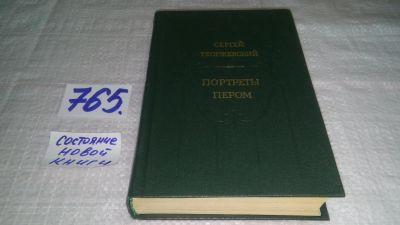 СЕРГЕЙ
ТХОРЖЕВСКИЙ
ПОРТРЕТЫ
ПЕРОМ
765.
Состояние
новой
книги